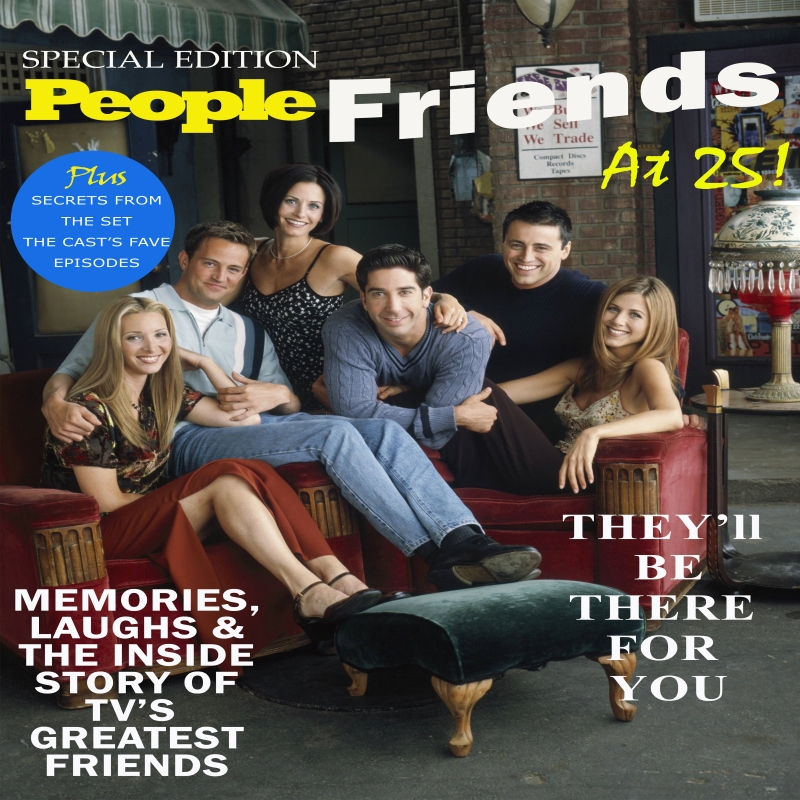 SPECIAL EDITION
People Friends
At 25!
Plus
SECRETS FROM
THE SET
THE CAST'S FAVE
EPISODES
We Buy
We Sell
We Trade
Compact Discs
Records
Tapes
THEY'll
BE
THERE
FOR
YOU
MEMORIES,
LAUGHS &
THE INSIDE
STORY OF
TV'S
GREATEST
FRIENDS